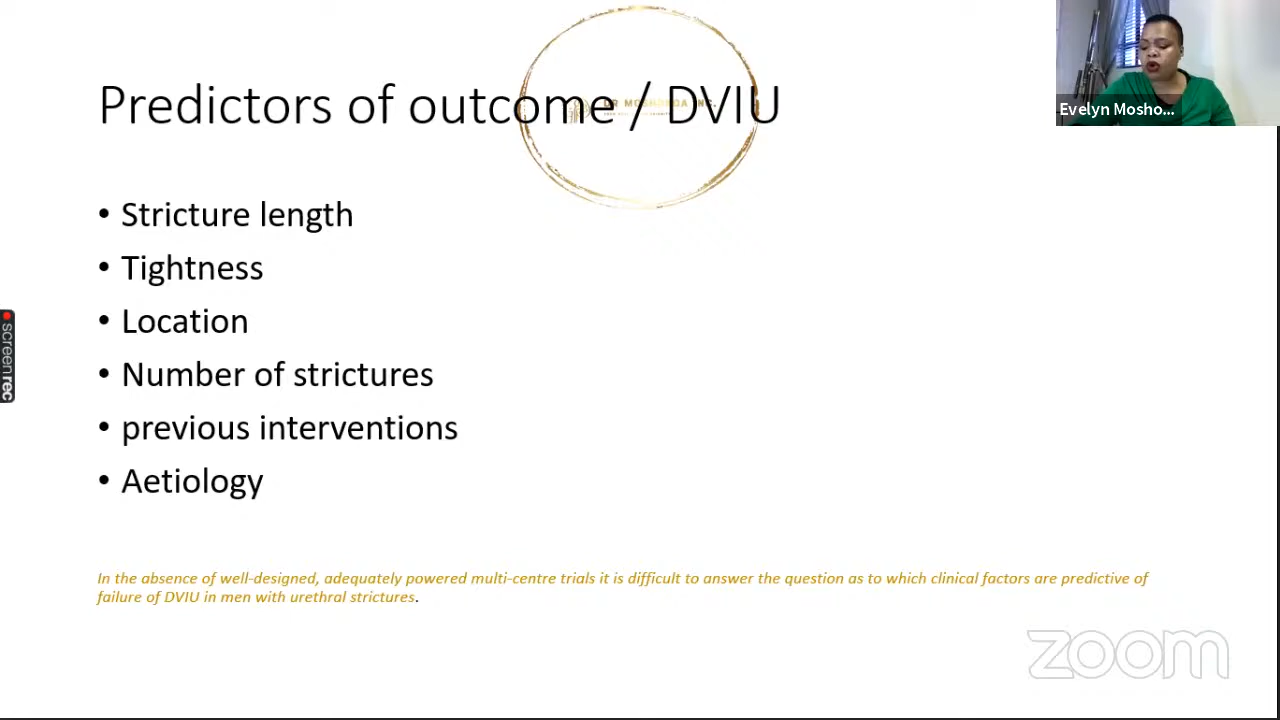 Predictors of outcome / DVIU
Evelyn Mosho...
• Stricture length
• Tightness
• Location
• Number of strictures
• previous interventions
• Aetiology
In the absence of well-designed, adequately powered multi-centre trials it is difficult to answer the question as to which clinical factors are predictive of
failure of DVIU in men with urethral strictures.
screenrec
zoom